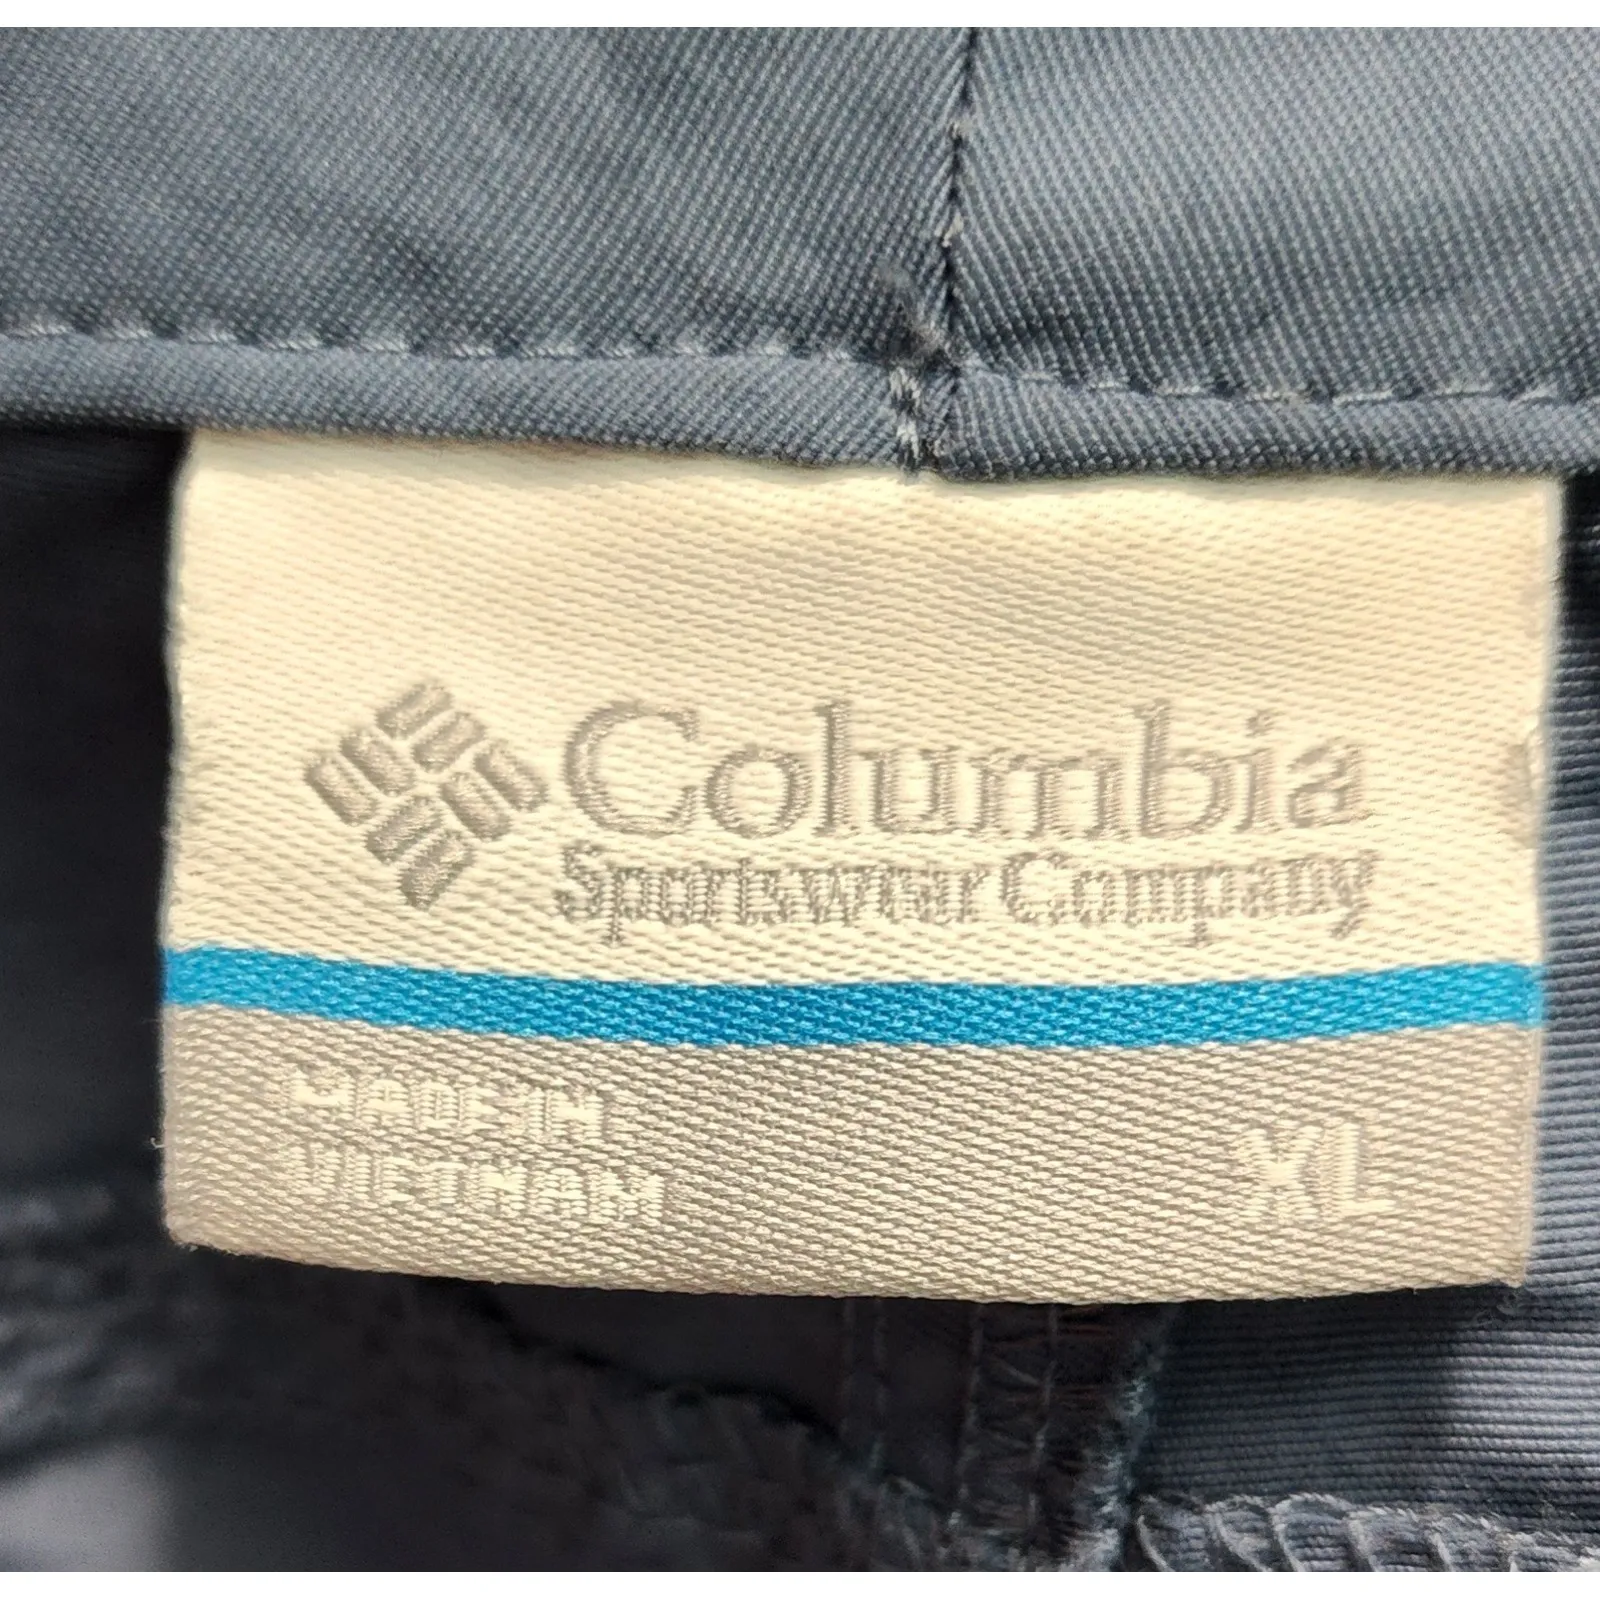 Columbia
Sportswear Company
MADE IN
VIETNAM
XL